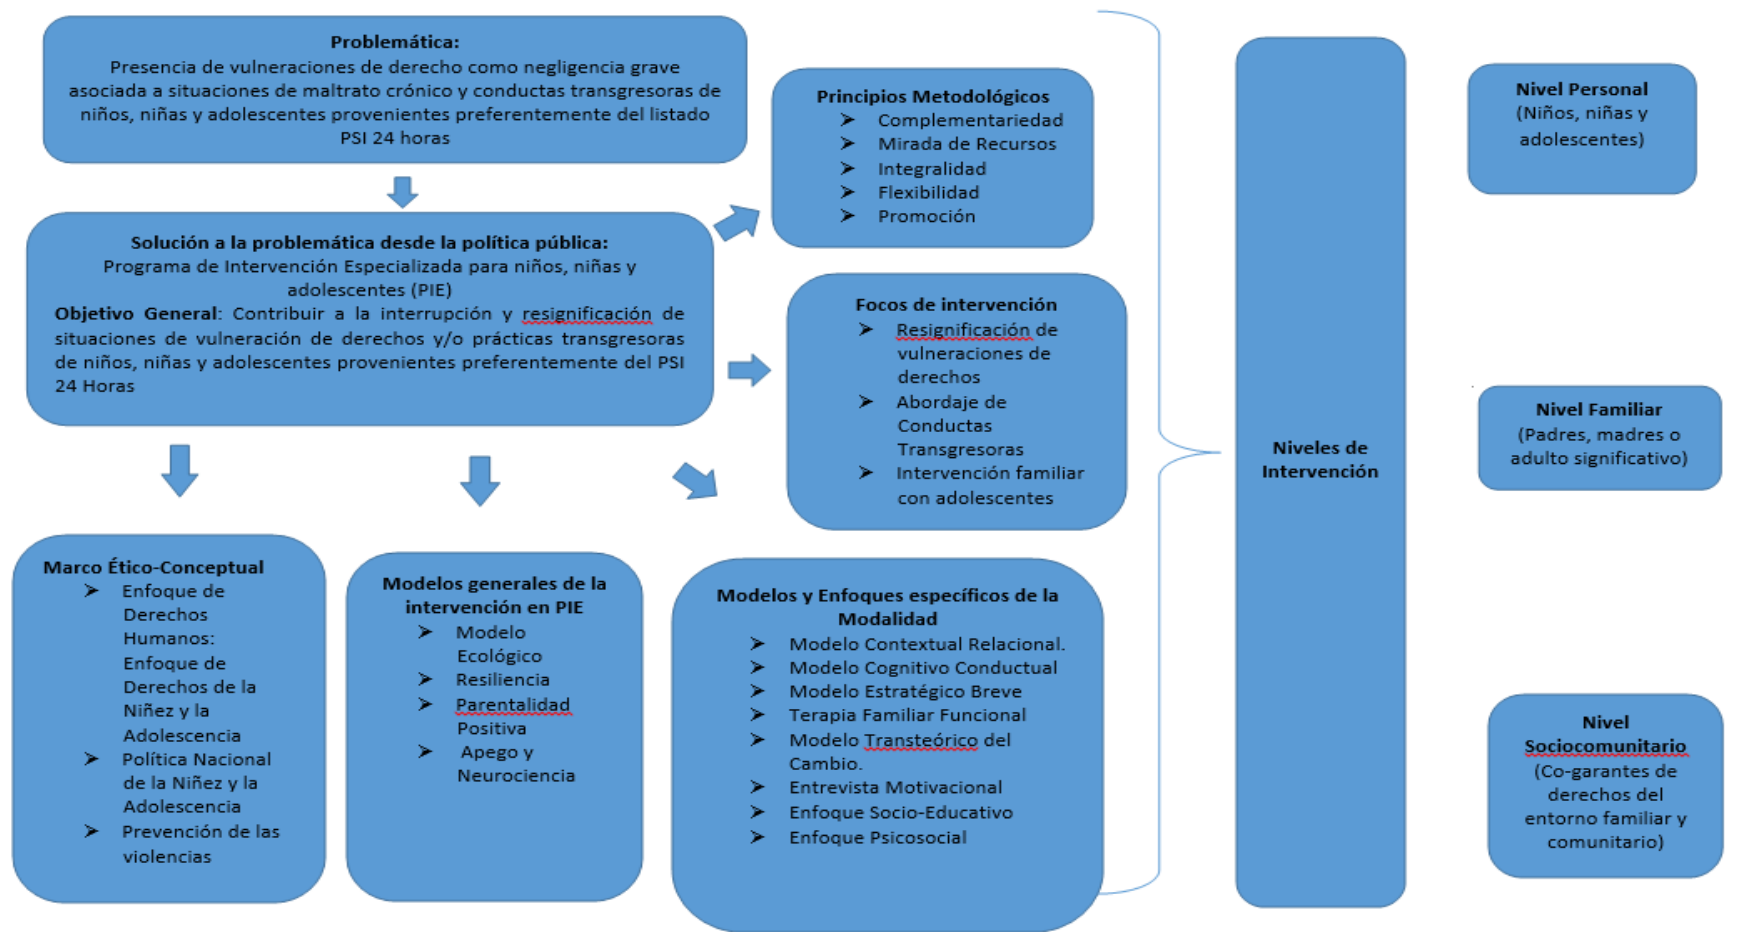 Problemática:
Presencia de vulneraciones de derecho como negligencia grave
asociada a situaciones de maltrato crónico y conductas transgresoras de
niños, niñas y adolescentes provenientes preferentemente del listado
PSI 24 horas
Solución a la problemática desde la política pública:
Programa de Intervención Especializada para niños, niñas y
adolescentes (PIE)
Objetivo General: Contribuir a la interrupción y resignificación de
situaciones de vulneración de derechos y/o prácticas transgresoras
de niños, niñas y adolescentes provenientes preferentemente del PSI
24 Horas
Principios Metodológicos
➢ Complementariedad
➢ Mirada de Recursos
➢ Integralidad
➢ Flexibilidad
➢ Promoción
Focos de intervención
➢ Resignificación de
vulneraciones de
derechos
➢ Abordaje de
Conductas
Transgresoras
➢ Intervención familiar
con adolescentes
Marco Ético-Conceptual
➢ Enfoque de
Derechos
Humanos:
Enfoque de
Derechos de la
Niñez y la
Adolescencia
➢ Política Nacional
de la Niñez y la
Adolescencia
➢ Prevención de las
violencias
Modelos generales de la
intervención en PIE
➢ Modelo
Ecológico
➢ Resiliencia
➢ Parentalidad
Positiva
➢ Apego y
Neurociencia
Modelos y Enfoques específicos de la
Modalidad
➢ Modelo Contextual Relacional.
➢ Modelo Cognitivo Conductual
➢ Modelo Estratégico Breve
➢ Terapia Familiar Funcional
➢ Modelo Transteórico del
Cambio.
➢ Entrevista Motivacional
➢ Enfoque Socio-Educativo
➢ Enfoque Psicosocial
Niveles de
Intervención
Nivel Personal
(Niños, niñas y
adolescentes)
Nivel Familiar
(Padres, madres o
adulto significativo)
Nivel
Sociocomunitario
(Co-garantes de
derechos del
entorno familiar y
comunitario)